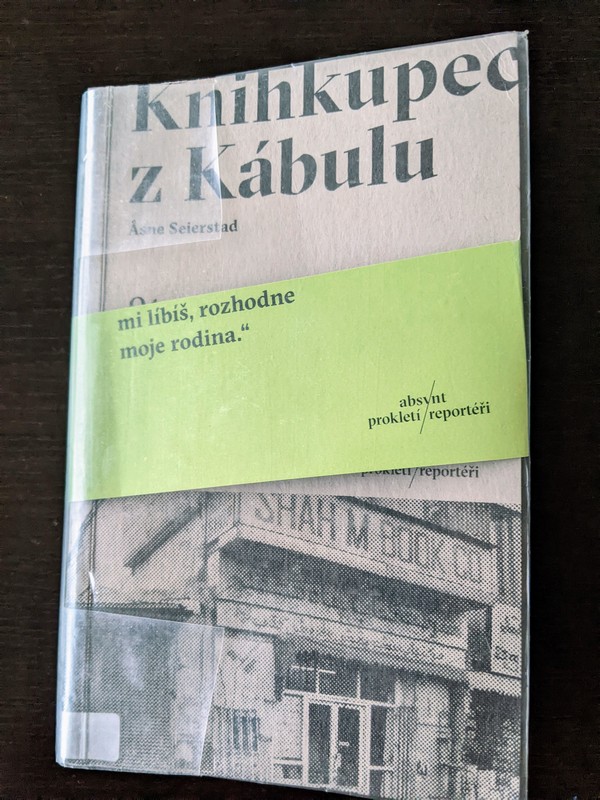 Knihkupec
z Kábulu
Åsne Seierstad
mi líbíš, rozhodne
moje rodina.“
absynt
prokletí/reportéři
prokletí/reportéři
SHAH M BOOK CO